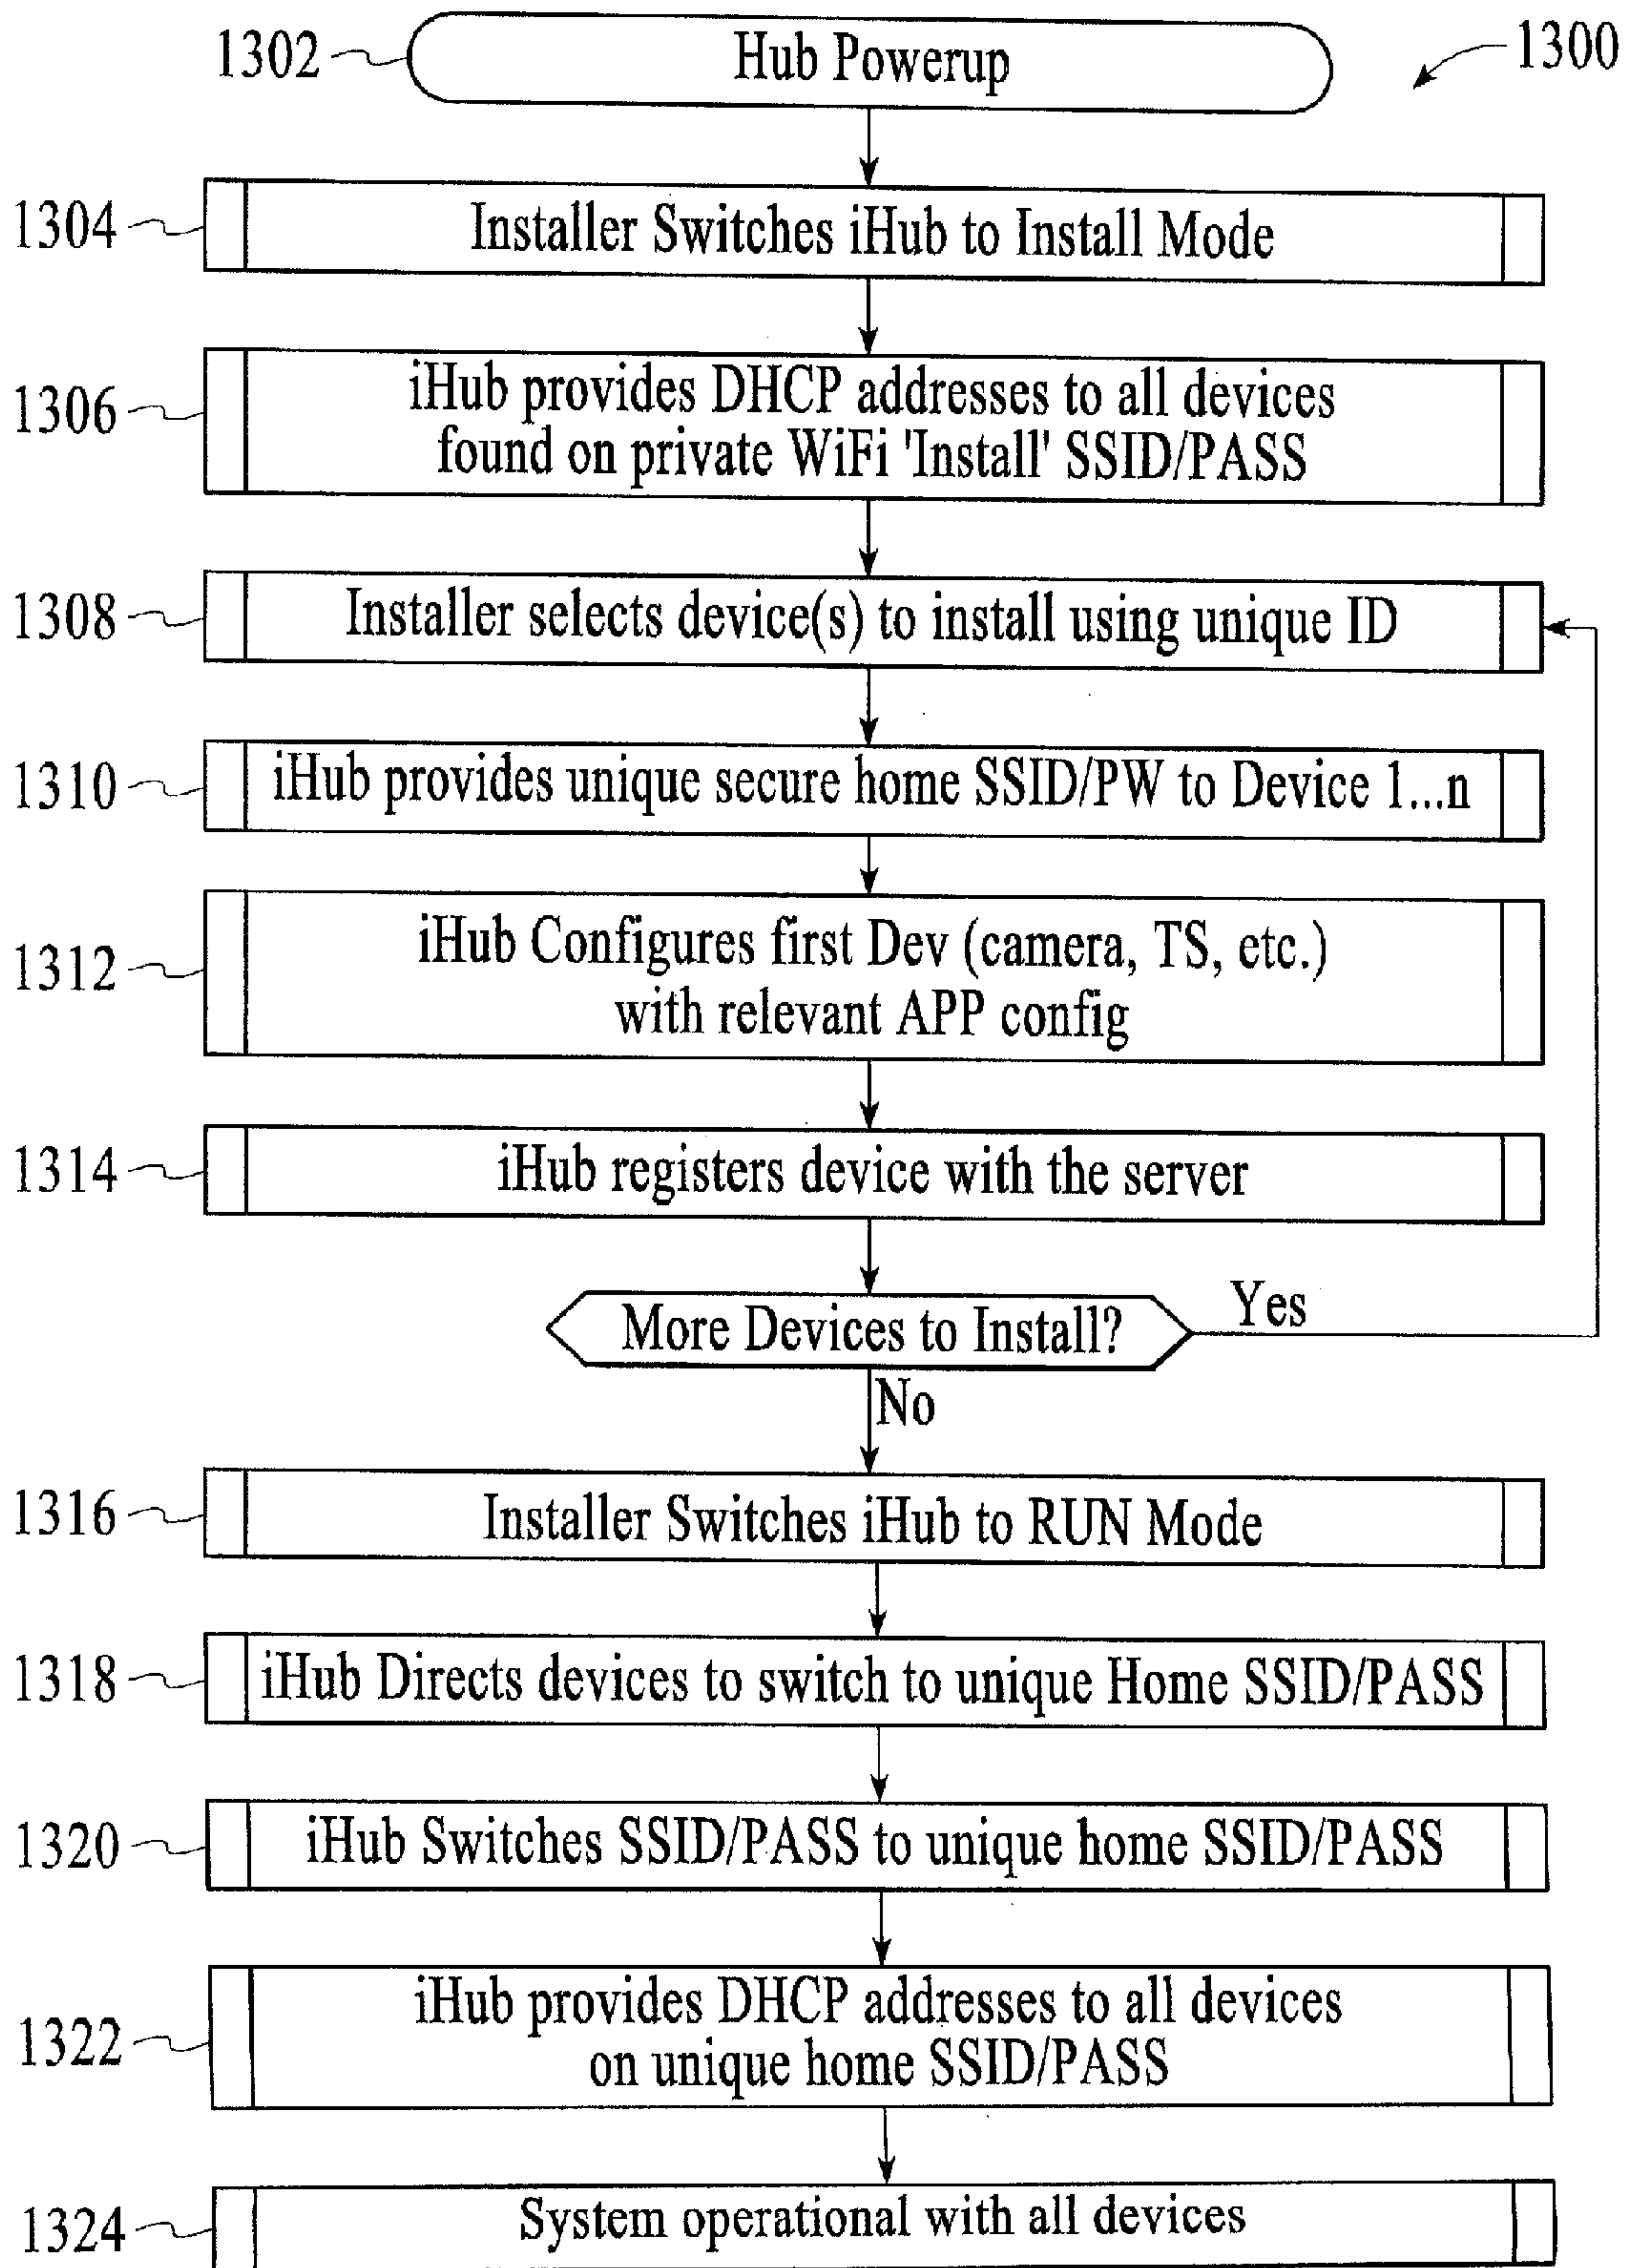 1300
1302
Hub Powerup
1304
Installer Switches iHub to Install Mode
1306
iHub provides DHCP addresses to all devices
found on private WiFi 'Install' SSID/PASS
1308
Installer selects device(s) to install using unique ID
1310
iHub provides unique secure home SSID/PW to Device 1...n
1312
iHub Configures first Dev (camera, TS, etc.)
with relevant APP config
1314
iHub registers device with the server
More Devices to Install?
Yes
No
1316
Installer Switches iHub to RUN Mode
1318
iHub Directs devices to switch to unique Home SSID/PASS
1320
iHub Switches SSID/PASS to unique home SSID/PASS
1322
iHub provides DHCP addresses to all devices
on unique home SSID/PASS
1324
System operational with all devices